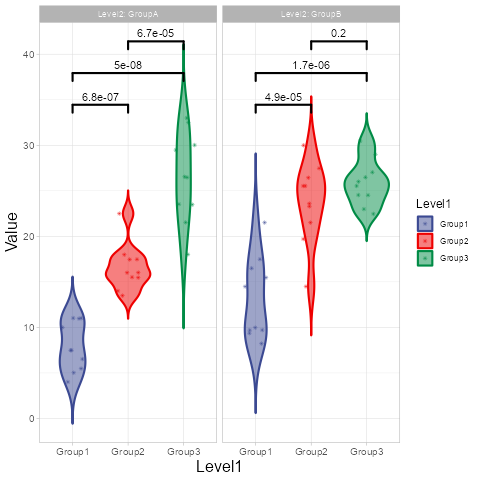 Level2: GroupA
Level2: GroupB
6.7e-05
0.2
5e-08
1.7e-06
6.8e-07
4.9e-05
40
30
20
10
0
Value
Group1
Group2
Group3
Group1
Group2
Group3
Level1
Level1
Group1
Group2
Group3